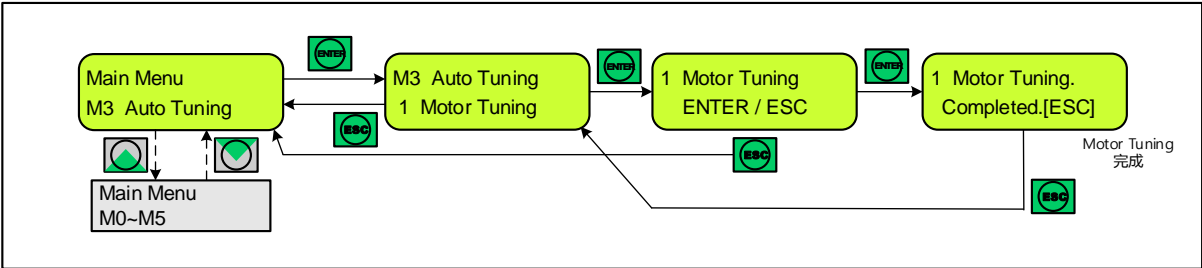 ENTER
ENTER
ENTER
Main Menu
M3 Auto Tuning
M3 Auto Tuning
1 Motor Tuning
1 Motor Tuning
ENTER / ESC
1 Motor Tuning.
Completed.[ESC]
ESC
ESC
Motor Tuning
完成
Main Menu
M0~M5
ESC